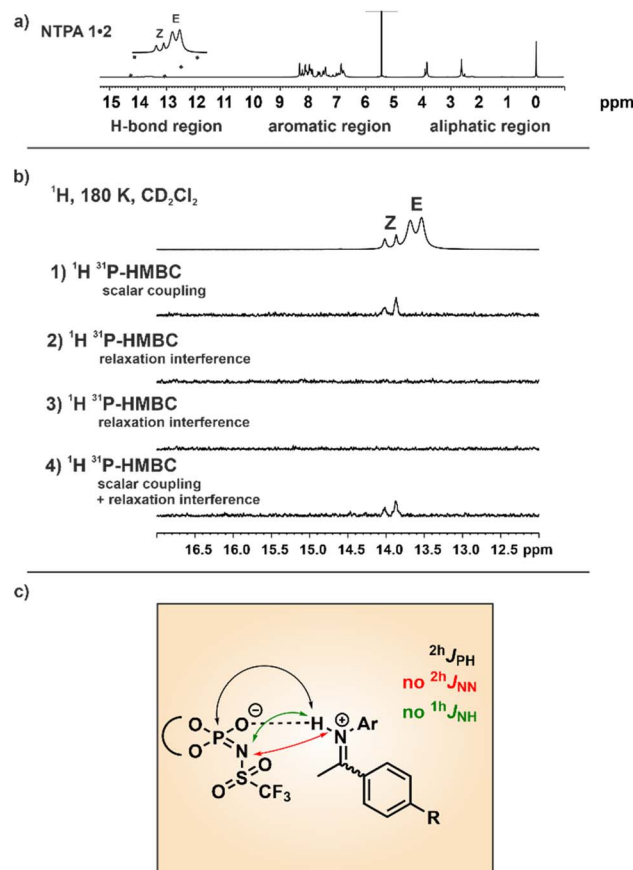 a)
NTPA 1•2
Z
E
15 14 13 12 11 10 9 8 7 6 5 4 3 2 1 0 ppm
H-bond region aromatic region aliphatic region
b)
¹H, 180 K, CD₂Cl₂
Z
E
1) ¹H ³¹P-HMBC
scalar coupling
2) ¹H ³¹P-HMBC
relaxation interference
3) ¹H ³¹P-HMBC
relaxation interference
4) ¹H ³¹P-HMBC
scalar coupling
+ relaxation interference
16.5 16.0 15.5 15.0 14.5 14.0 13.5 13.0 12.5 ppm
c)
²ʰJ_PH
no ²ʰJ_NN
no ¹ʰJ_NH
O O ⊖ H ⊕ Ar
P N
O N
O S O
CF₃
R